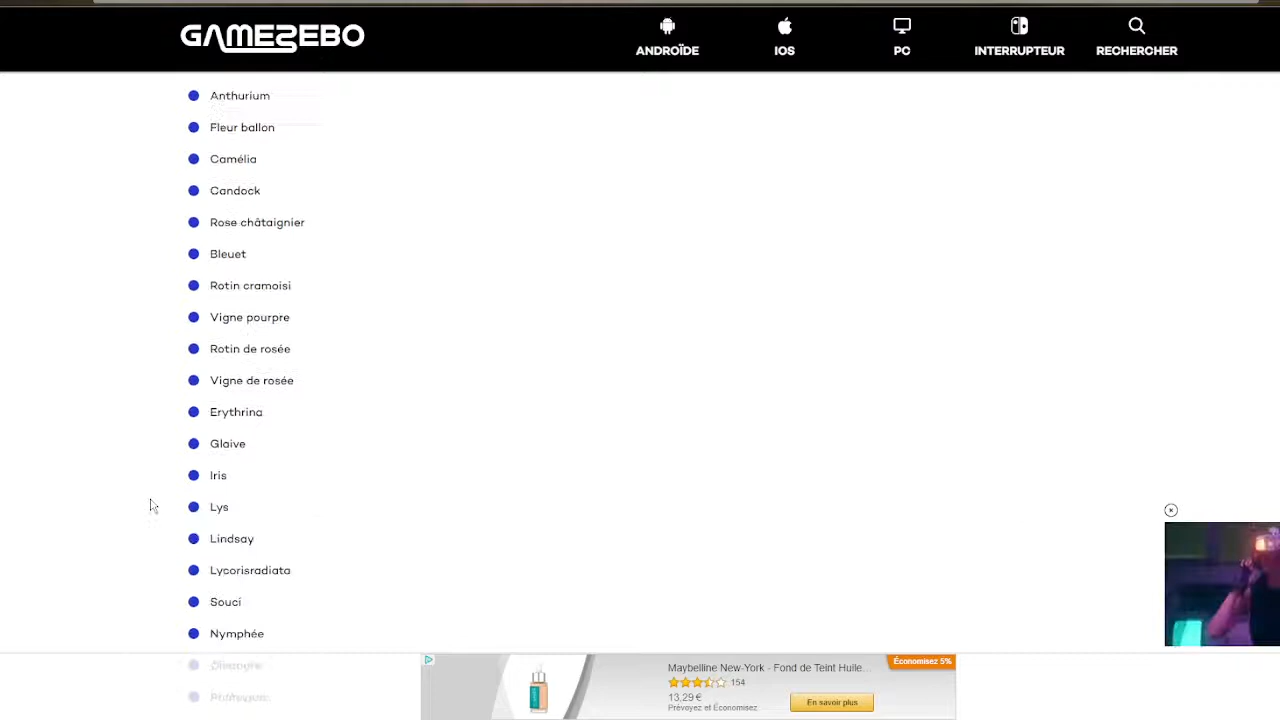 GAMEZEBO
ANDROÏDE
IOS
PC
INTERRUPTEUR
RECHERCHER
Anthurium
Fleur ballon
Camélia
Candock
Rose châtaignier
Bleuet
Rotin cramoisi
Vigne pourpre
Rotin de rosée
Vigne de rosée
Erythrina
Glaive
Iris
Lys
Lindsay
Lycorisradiata
Souci
Nymphée
Maybelline New-York - Fond de Teint Huile...
154
13,29 €
Prévoyez et Économisez
Économisez 5%
En savoir plus